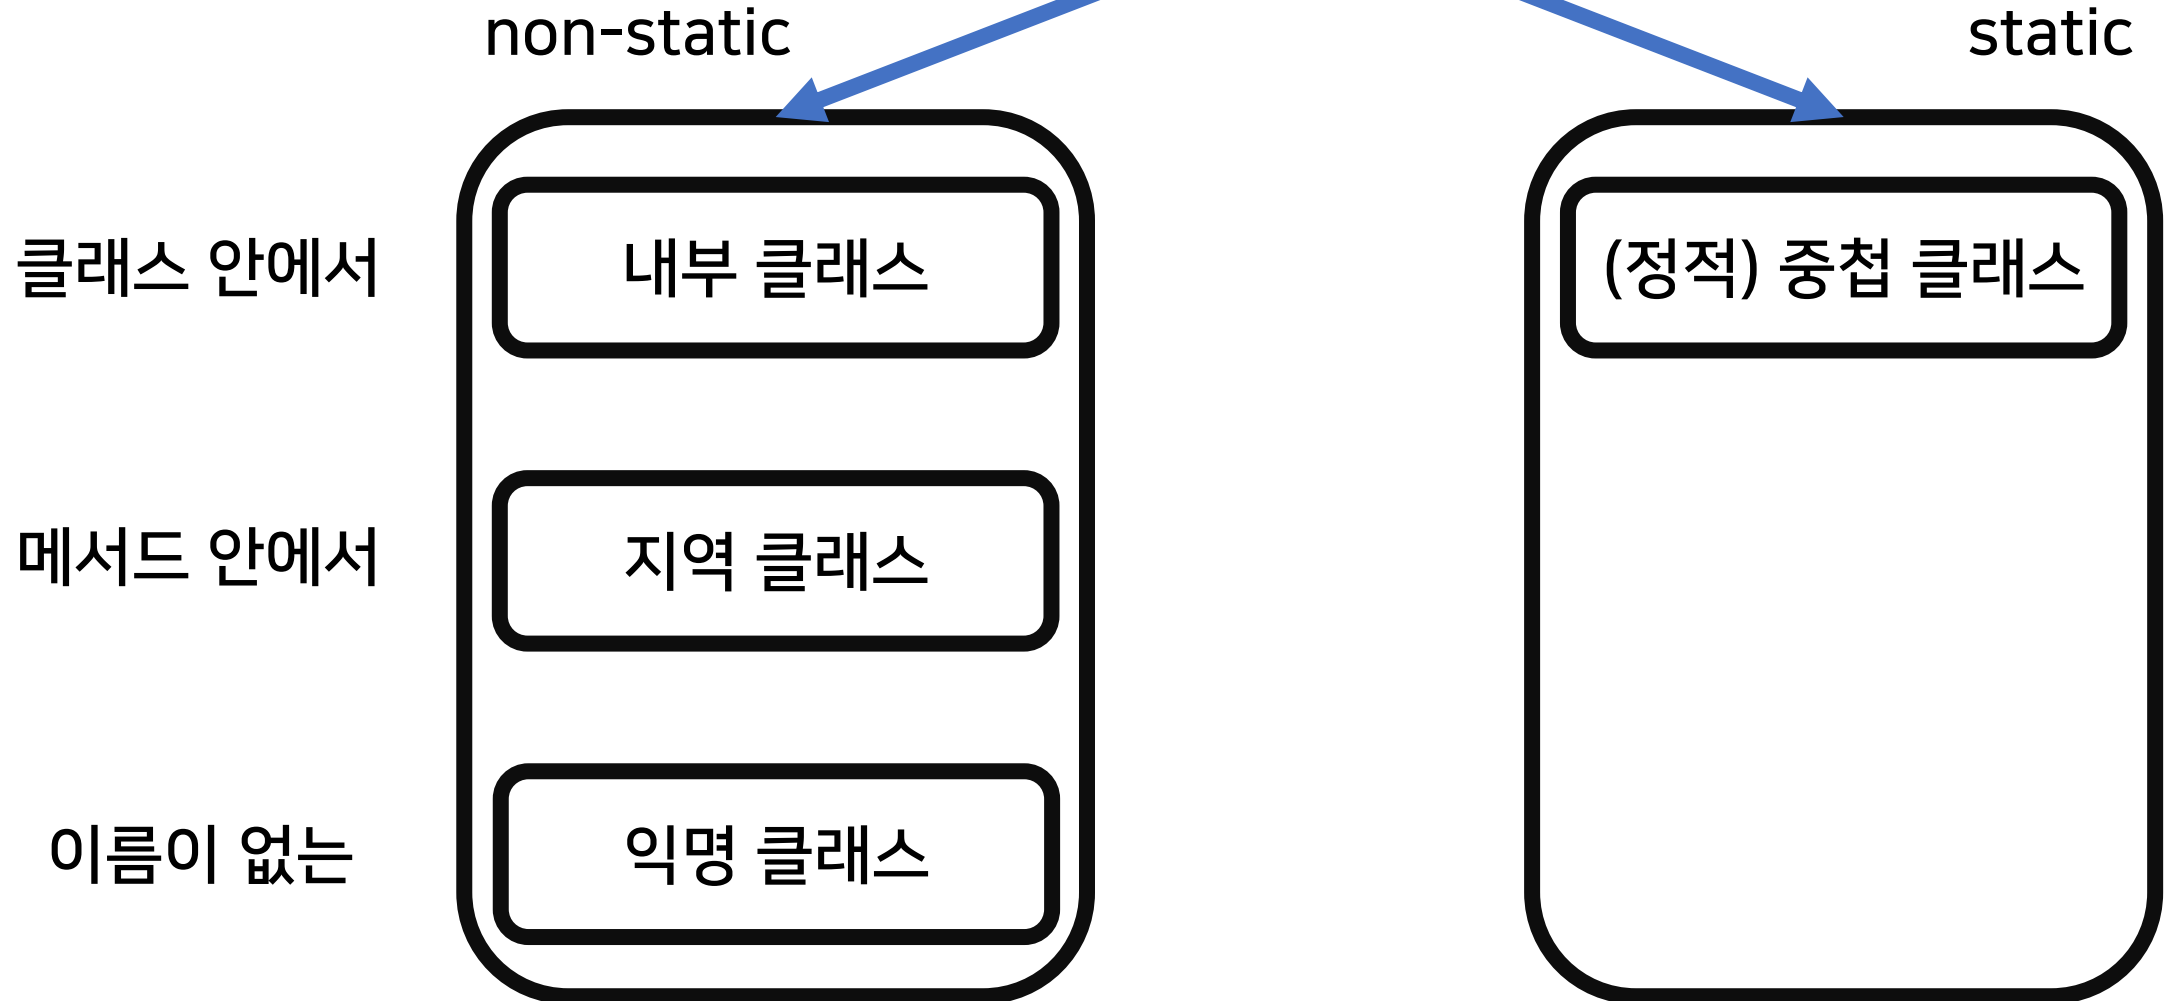 non-static
static
클래스 안에서
내부 클래스
(정적) 중첩 클래스
메서드 안에서
지역 클래스
이름이 없는
익명 클래스